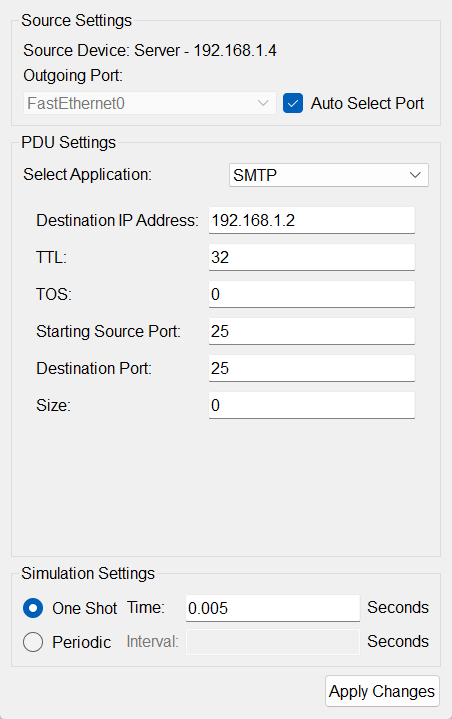 Source Settings
Source Device: Server - 192.168.1.4
Outgoing Port:
FastEthernet0 Auto Select Port
PDU Settings
Select Application: SMTP
Destination IP Address: 192.168.1.2
TTL: 32
TOS: 0
Starting Source Port: 25
Destination Port: 25
Size: 0
Simulation Settings
One Shot Time: 0.005 Seconds
Periodic Interval: Seconds
Apply Changes